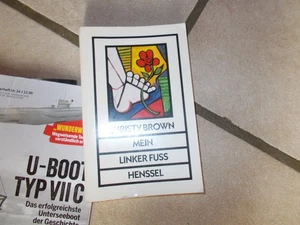 CHRISTY BROWN
MEIN
LINKER FUSS
HENSSEL
WUNDERW
U-BOOT
TYP VII C
Das erfolgreichste
Unterseeboot
der Geschichte